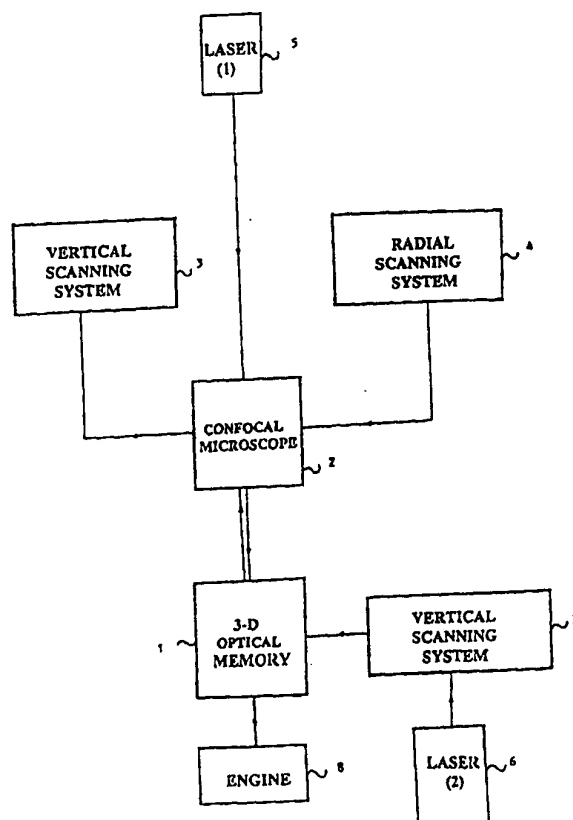 LASER
(1)
5
VERTICAL
SCANNING
SYSTEM
3
RADIAL
SCANNING
SYSTEM
4
CONFOCAL
MICROSCOPE
2
3-D
OPTICAL
MEMORY
1
VERTICAL
SCANNING
SYSTEM
ENGINE
8
LASER
(2)
6